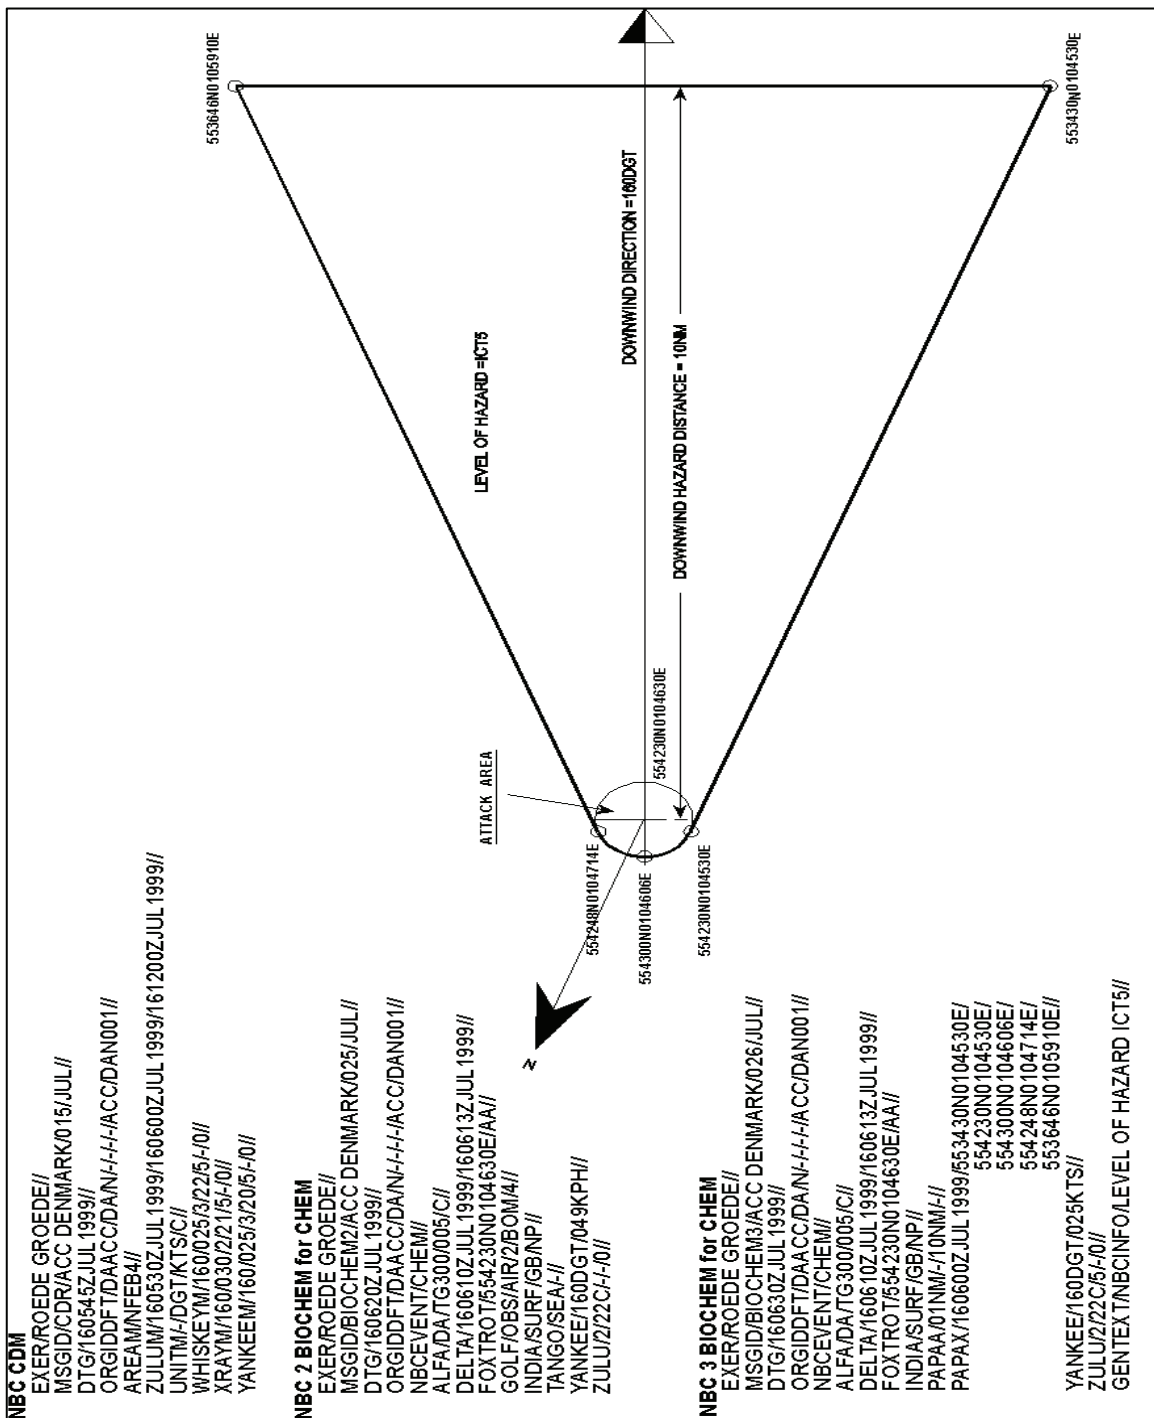 NBC CDM
EXER/ROEDE GROEDE//
MSGID/CDR/ACC DENMARK/015/JUL//
DTG/160545ZJUL1999//
ORGIDDFT/DAACC/DA/N/-/-/-/ACC/DAN001//
AREAM/NFEB4//
ZULUM/160530ZJUL1999/160600ZJUL1999/161200ZJUL1999//
UNITM/-/DGT/KTS/C//
WHISKEYM/160/025/3/22/5/-/0//
XRAYM/160/030/2/21/5/-/0//
YANKEEM/160/025/3/20/5/-/0//
NBC 2 BIOCHEM for CHEM
EXER/ROEDE GROEDE//
MSGID/BIOCHEM2/ACC DENMARK/025/JUL//
DTG/160620ZJUL1999//
ORGIDDFT/DAACC/DA/N/-/-/-/ACC/DAN001//
NBCEVENT/CHEM//
ALFA/DA/TG300/005/C//
DELTA/160610ZJUL1999/160613ZJUL1999//
FOXTROT/554230N0104630E/AA//
GOLF/OBS/AIR/2/BOM/4//
INDIA/SURF/GB/NP//
TANGO/SEA/-//
YANKEE/160DGT/049KPH//
ZULU/2/22C/-/-/0//
NBC 3 BIOCHEM for CHEM
EXER/ROEDE GROEDE//
MSGID/BIOCHEM3/ACC DENMARK/026/JUL//
DTG/160630ZJUL1999//
ORGIDDFT/DAACC/DA/N/-/-/-/ACC/DAN001//
NBCEVENT/CHEM//
ALFA/DA/TG300/005/C//
DELTA/160610ZJUL1999/160613ZJUL1999//
FOXTROT/554230N0104630E/AA//
INDIA/SURF/GB/NP//
PAPAA/01NM/-/10NM/-//
PAPAX/160600ZJUL1999/553430N0104530E/
554230N0104530E/
554300N0104606E/
554248N0104714E/
553646N0105910E//
YANKEE/160DGT/025KTS//
ZULU/2/22C/5/-/0//
GENTEXT/NBCINFO/LEVEL OF HAZARD ICT5//
N
554248N0104714E
554300N0104606E
554230N0104530E
ATTACK AREA
554230N0104630E
LEVEL OF HAZARD =ICT5
DOWNWIND DIRECTION =160DGT
DOWNWIND HAZARD DISTANCE = 10NM
553646N0105910E
553430N0104530E